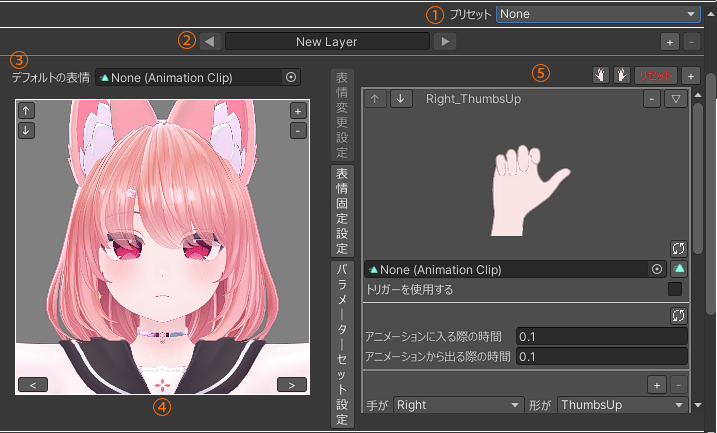 ① プリセット None
② ◀ New Layer ▶ + -
③
デフォルトの表情 None (Animation Clip)
↑ +
↓ -
< >
④
表情変更設定
表情固定設定
パラメーターセット設定
⑤
リセット +
↑ ↓ Right_ThumbsUp - ▽
None (Animation Clip)
トリガーを使用する
アニメーションに入る際の時間 0.1
アニメーションから出る際の時間 0.1
+ -
手が Right 形が ThumbsUp